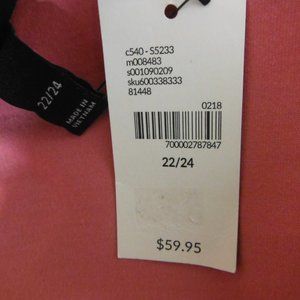 22/24
MADE IN
VIETNAM
c540 - S5233
m008483
s001090209
sku600338333
81448
0218
700002787847
22/24
$59.95